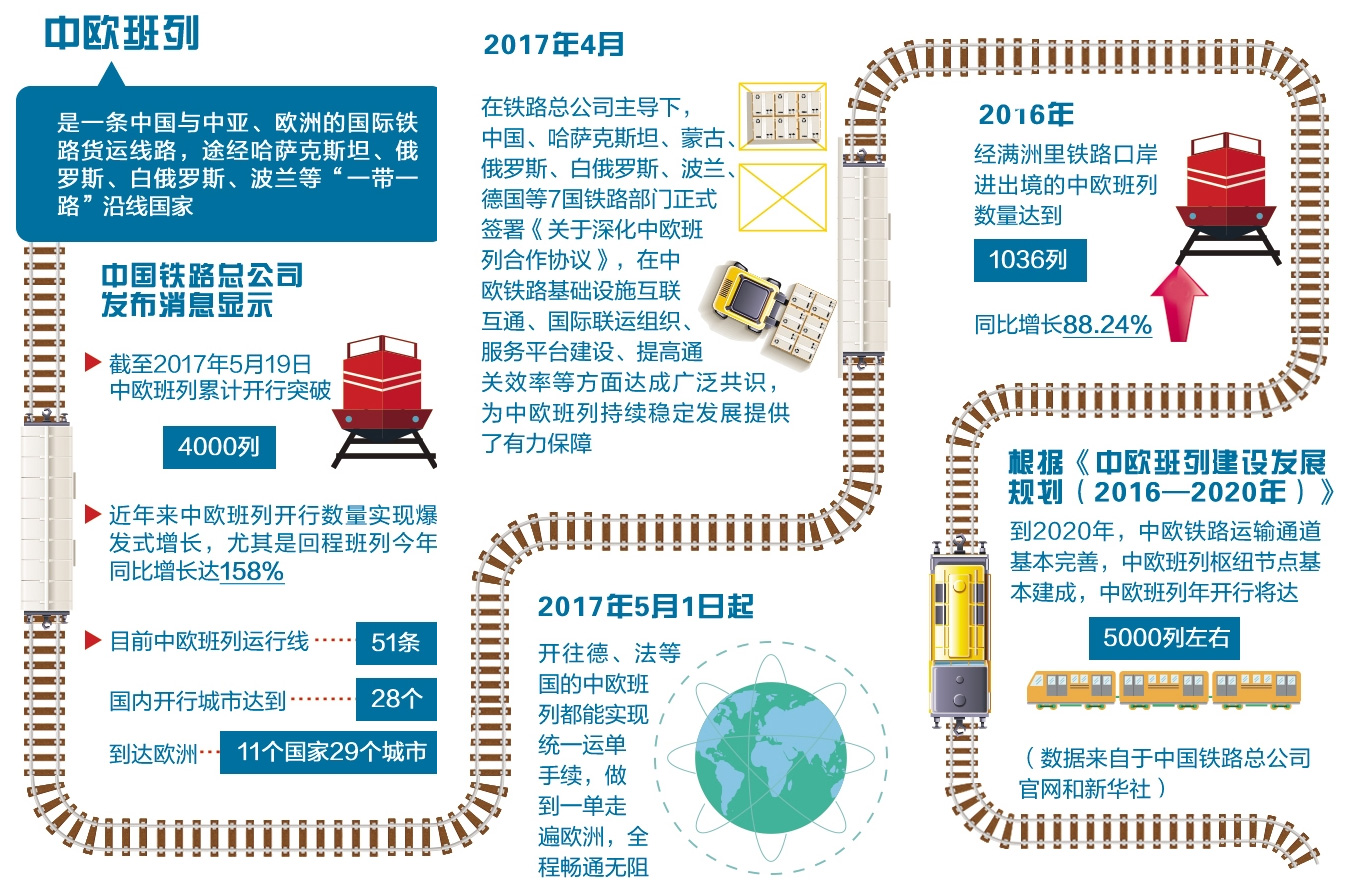 中欧班列
是一条中国与中亚、欧洲的国际铁
路货运线路，途经哈萨克斯坦、俄
罗斯、白俄罗斯、波兰等“一带一
路”沿线国家
中国铁路总公司
发布消息显示
截至2017年5月19日
中欧班列累计开行突破
4000列
近年来中欧班列开行数量实现爆
发式增长，尤其是回程班列今年
同比增长达158%
目前中欧班列运行线······51条
国内开行城市达到······28个
到达欧洲···11个国家29个城市
2017年4月
在铁路总公司主导下，
中国、哈萨克斯坦、蒙古、
俄罗斯、白俄罗斯、波兰、
德国等7国铁路部门正式
签署《关于深化中欧班
列合作协议》，在中
欧铁路基础设施互联
互通、国际联运组织、
服务平台建设、提高通
关效率等方面达成广泛共识，
为中欧班列持续稳定发展提供
了有力保障
2017年5月1日起
开往德、法等
国的中欧班
列都能实现
统一运单
手续，做
到一单走
遍欧洲，全
程畅通无阻
2016年
经满洲里铁路口岸
进出境的中欧班列
数量达到
1036列
同比增长88.24%
根据《中欧班列建设发展
规划（2016—2020年）》
到2020年，中欧铁路运输通道
基本完善，中欧班列枢纽节点基
本建成，中欧班列年开行将达
5000列左右
（数据来自于中国铁路总公司
官网和新华社）